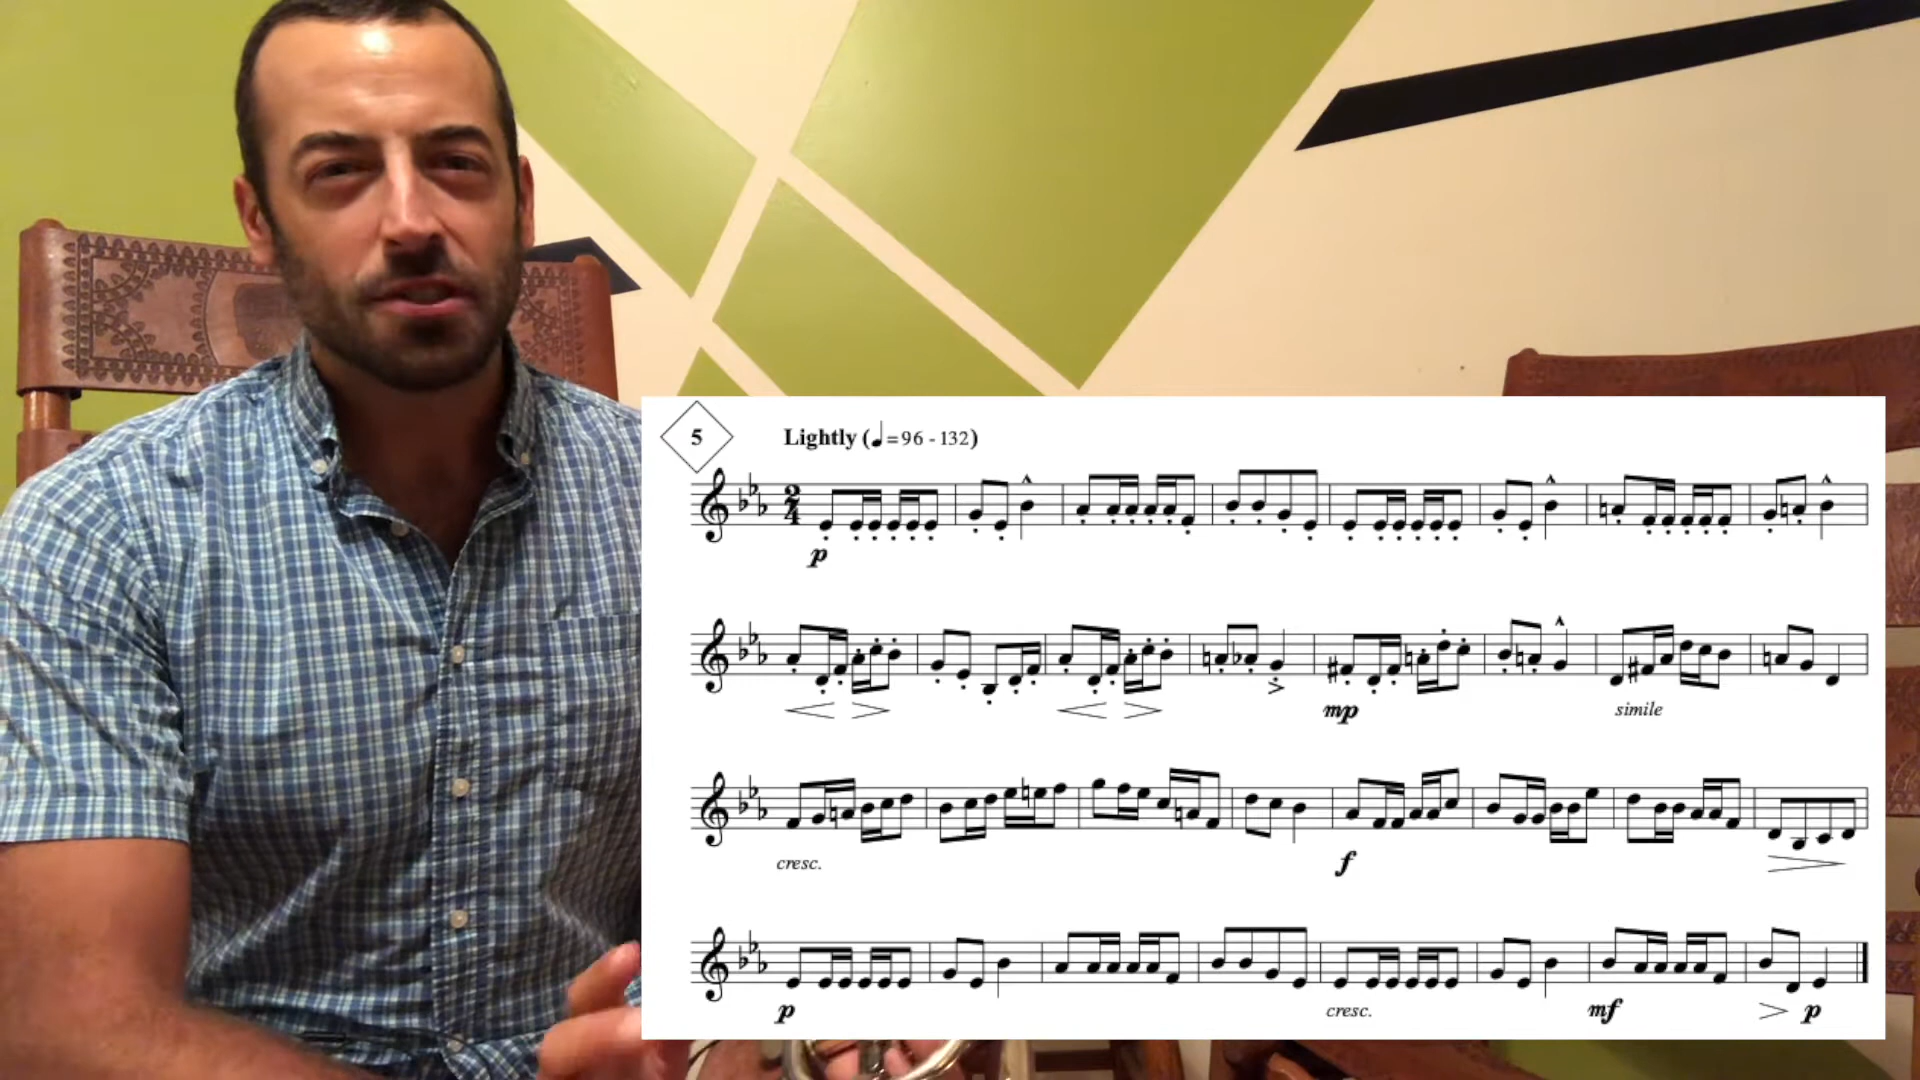 5
Lightly (♩ = 96 - 132)
2
4
p
mp
simile
cresc.
f
p
cresc.
mf
p